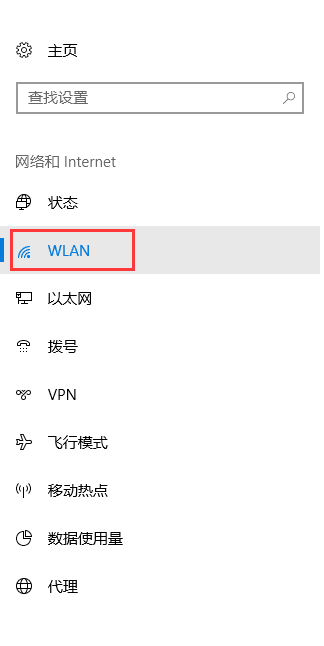 主页
查找设置
网络和 Internet
状态
WLAN
以太网
拨号
VPN
飞行模式
移动热点
数据使用量
代理